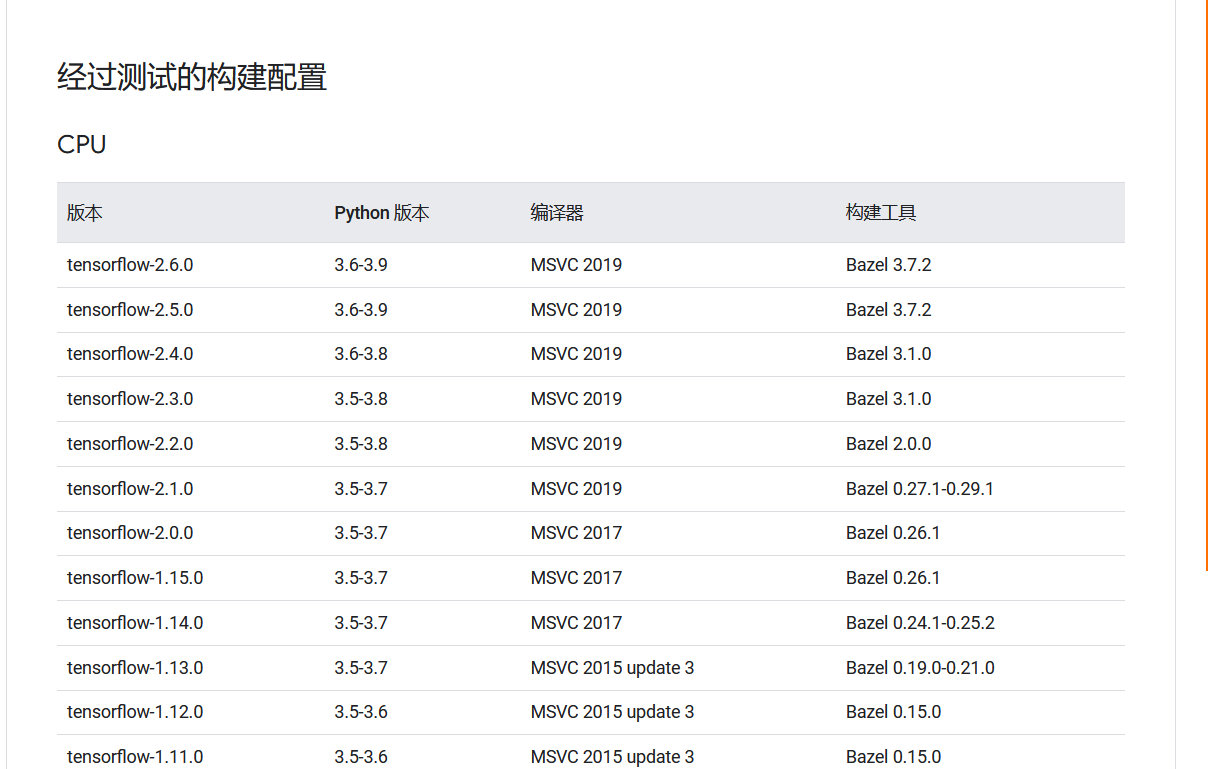 经过测试的构建配置
CPU
版本 Python 版本 编译器 构建工具
tensorflow-2.6.0 3.6-3.9 MSVC 2019 Bazel 3.7.2
tensorflow-2.5.0 3.6-3.9 MSVC 2019 Bazel 3.7.2
tensorflow-2.4.0 3.6-3.8 MSVC 2019 Bazel 3.1.0
tensorflow-2.3.0 3.5-3.8 MSVC 2019 Bazel 3.1.0
tensorflow-2.2.0 3.5-3.8 MSVC 2019 Bazel 2.0.0
tensorflow-2.1.0 3.5-3.7 MSVC 2019 Bazel 0.27.1-0.29.1
tensorflow-2.0.0 3.5-3.7 MSVC 2017 Bazel 0.26.1
tensorflow-1.15.0 3.5-3.7 MSVC 2017 Bazel 0.26.1
tensorflow-1.14.0 3.5-3.7 MSVC 2017 Bazel 0.24.1-0.25.2
tensorflow-1.13.0 3.5-3.7 MSVC 2015 update 3 Bazel 0.19.0-0.21.0
tensorflow-1.12.0 3.5-3.6 MSVC 2015 update 3 Bazel 0.15.0
tensorflow-1.11.0 3.5-3.6 MSVC 2015 update 3 Bazel 0.15.0